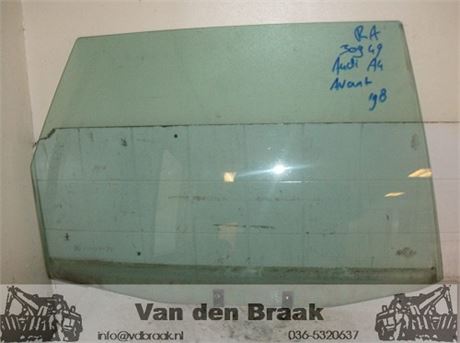 RA
30949
Audi A4
Avant
'98
Van den Braak
info@vdbraak.nl
036-5320637